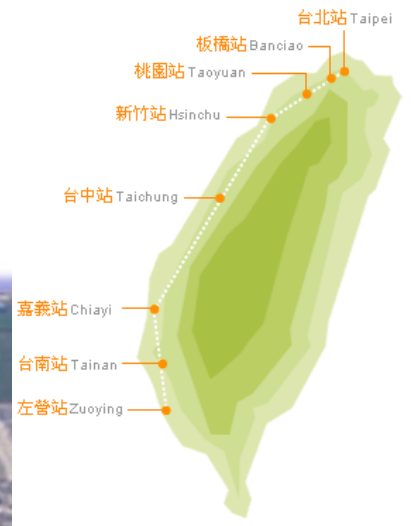 台北站 Taipei
板橋站 Banciao
桃園站 Taoyuan
新竹站 Hsinchu
台中站 Taichung
嘉義站 Chiayi
台南站 Tainan
左營站 Zuoying